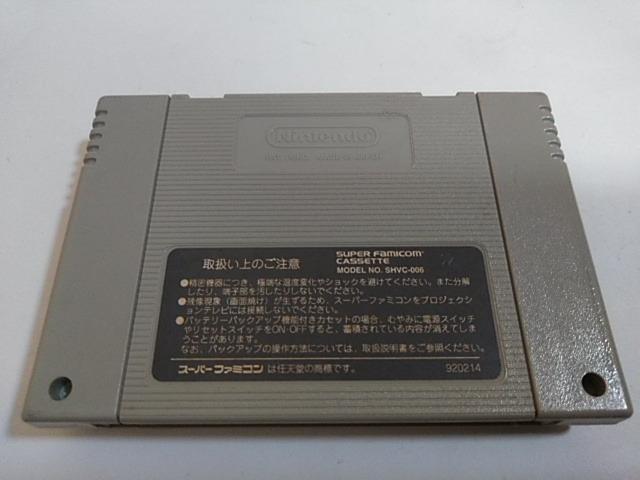 Nintendo
PAT. PEND. MADE IN JAPAN
取扱い上のご注意
SUPER FAMICOM
CASSETTE
MODEL NO. SHVC-006
●精密機器につき、極端な温度変化やショックを避けてください。また分解
したり、端子部を汚したりしないでください。
●残像現象（画面焼け）が生ずるため、スーパーファミコンをプロジェクシ
ョンテレビには接続しないでください。
●バッテリーバックアップ機能付きカセットの場合、むやみに電源スイッチ
やリセットスイッチをON・OFFすると、蓄積されている内容が消えてしま
うことがあります。
なお、バックアップの操作方法については、取扱説明書をご参照ください。
スーパーファミコンは任天堂の商標です。
920214